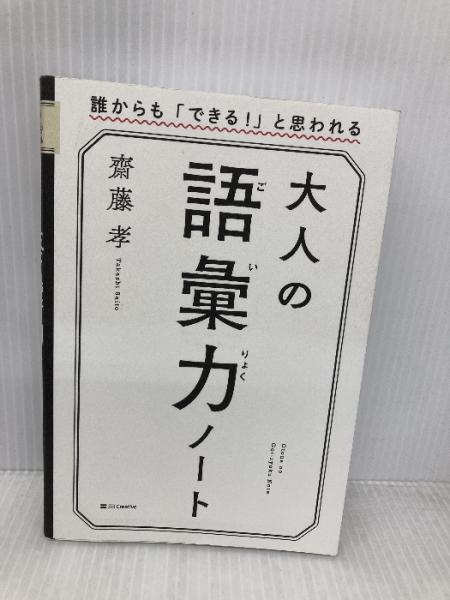 誰からも「できる!」と思われる
大人の
語彙力ノート
ごいりょく
齋藤孝
Takashi Saito
Otona no
Goi-ryoku Note
SB Creative